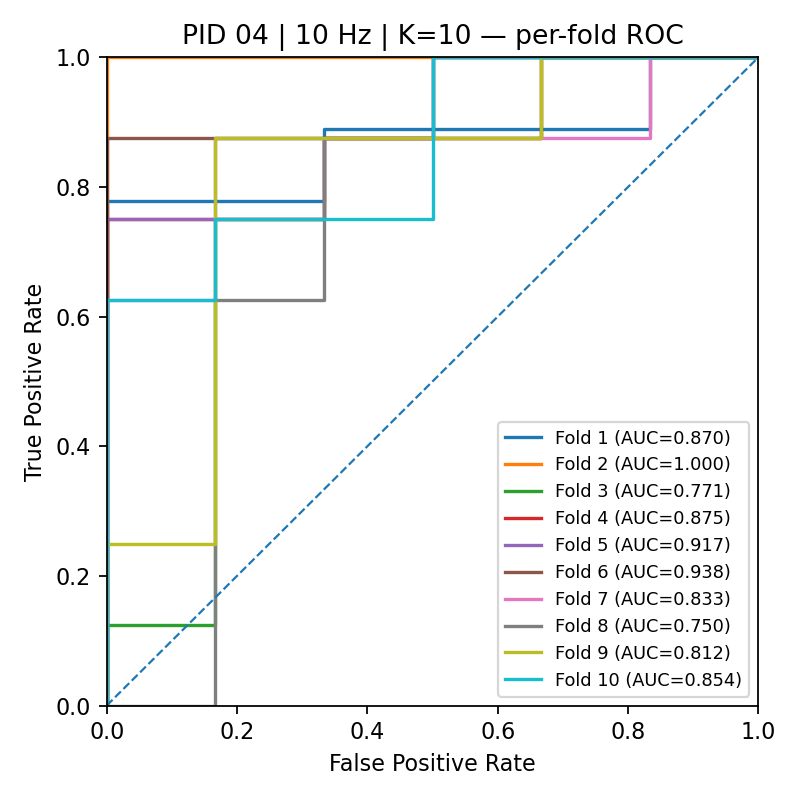 PID 04 | 10 Hz | K=10 — per-fold ROC
1.0
0.8
0.6
0.4
0.2
0.0
True Positive Rate
Fold 1 (AUC=0.870)
Fold 2 (AUC=1.000)
Fold 3 (AUC=0.771)
Fold 4 (AUC=0.875)
Fold 5 (AUC=0.917)
Fold 6 (AUC=0.938)
Fold 7 (AUC=0.833)
Fold 8 (AUC=0.750)
Fold 9 (AUC=0.812)
Fold 10 (AUC=0.854)
0.0 0.2 0.4 0.6 0.8 1.0
False Positive Rate